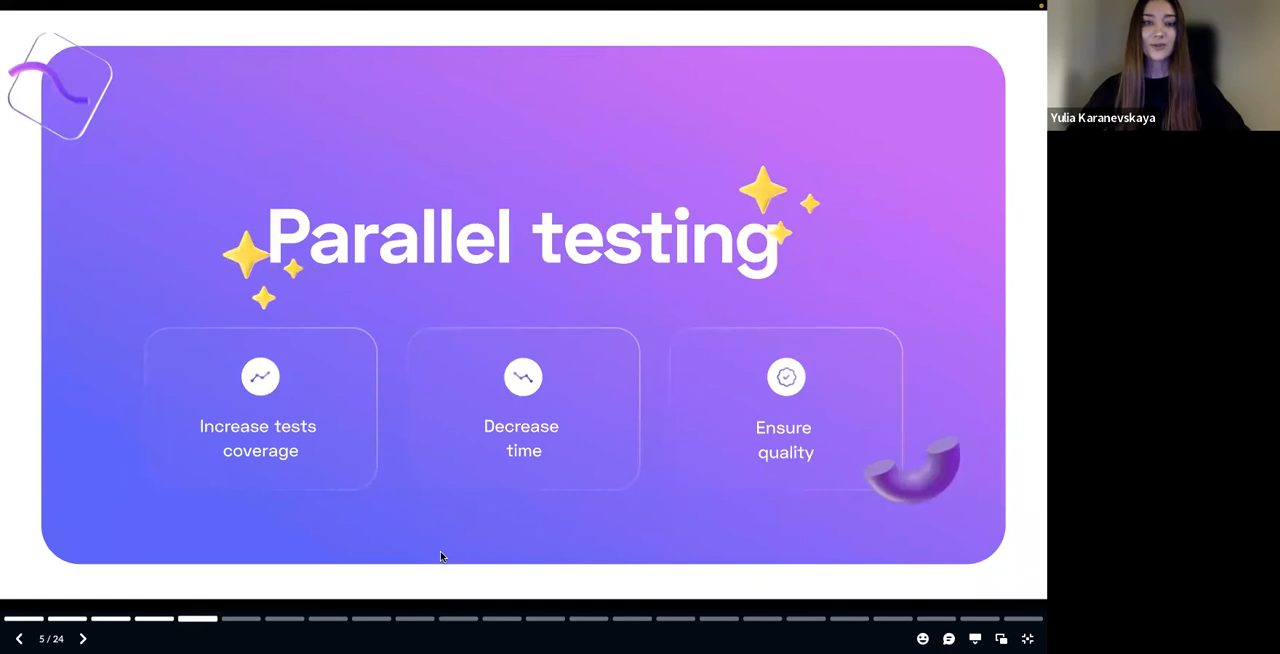 Parallel testing
Increase tests
coverage
Decrease
time
Ensure
quality
Yulia Karanevskaya
5 / 24